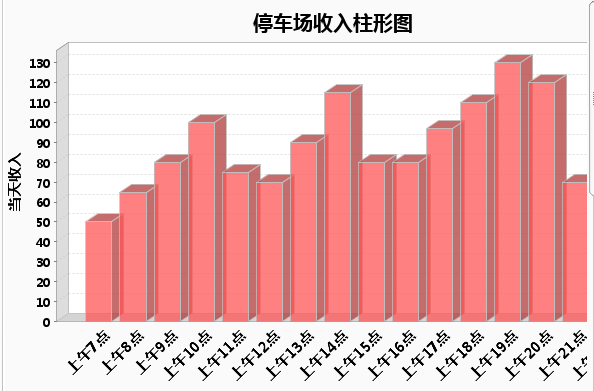 停车场收入柱形图
当天收入
130
120
110
100
90
80
70
60
50
40
30
20
10
0
上午7点
上午8点
上午9点
上午10点
上午11点
上午12点
上午13点
上午14点
上午15点
上午16点
上午17点
上午18点
上午19点
上午20点
上午21点